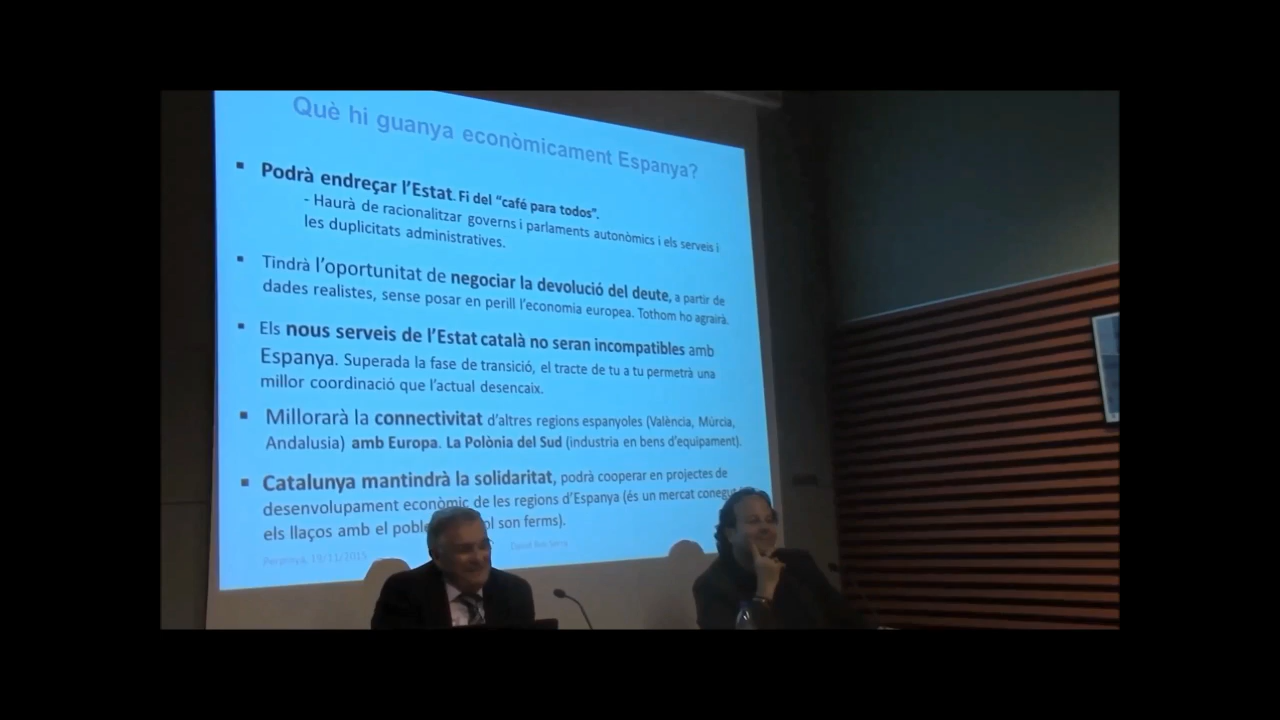 Què hi guanya econòmicament Espanya?
▪ Podrà endreçar l'Estat. Fi del "café para todos".
- Haurà de racionalitzar governs i parlaments autonòmics i els serveis i
les duplicitats administratives.
▪ Tindrà l'oportunitat de negociar la devolució del deute, a partir de
dades realistes, sense posar en perill l'economia europea. Tothom ho agrairà.
▪ Els nous serveis de l'Estat català no seran incompatibles amb
Espanya. Superada la fase de transició, el tracte de tu a tu permetrà una
millor coordinació que l'actual desencaix.
▪ Millorarà la connectivitat d'altres regions espanyoles (València, Múrcia,
Andalusia) amb Europa. La Polònia del Sud (industria en bens d'equipament).
▪ Catalunya mantindrà la solidaritat, podrà cooperar en projectes de
desenvolupament econòmic de les regions d'Espanya (és un mercat conegut
els llaços amb el poble son ferms).
Perpinyà, 19/11/2015